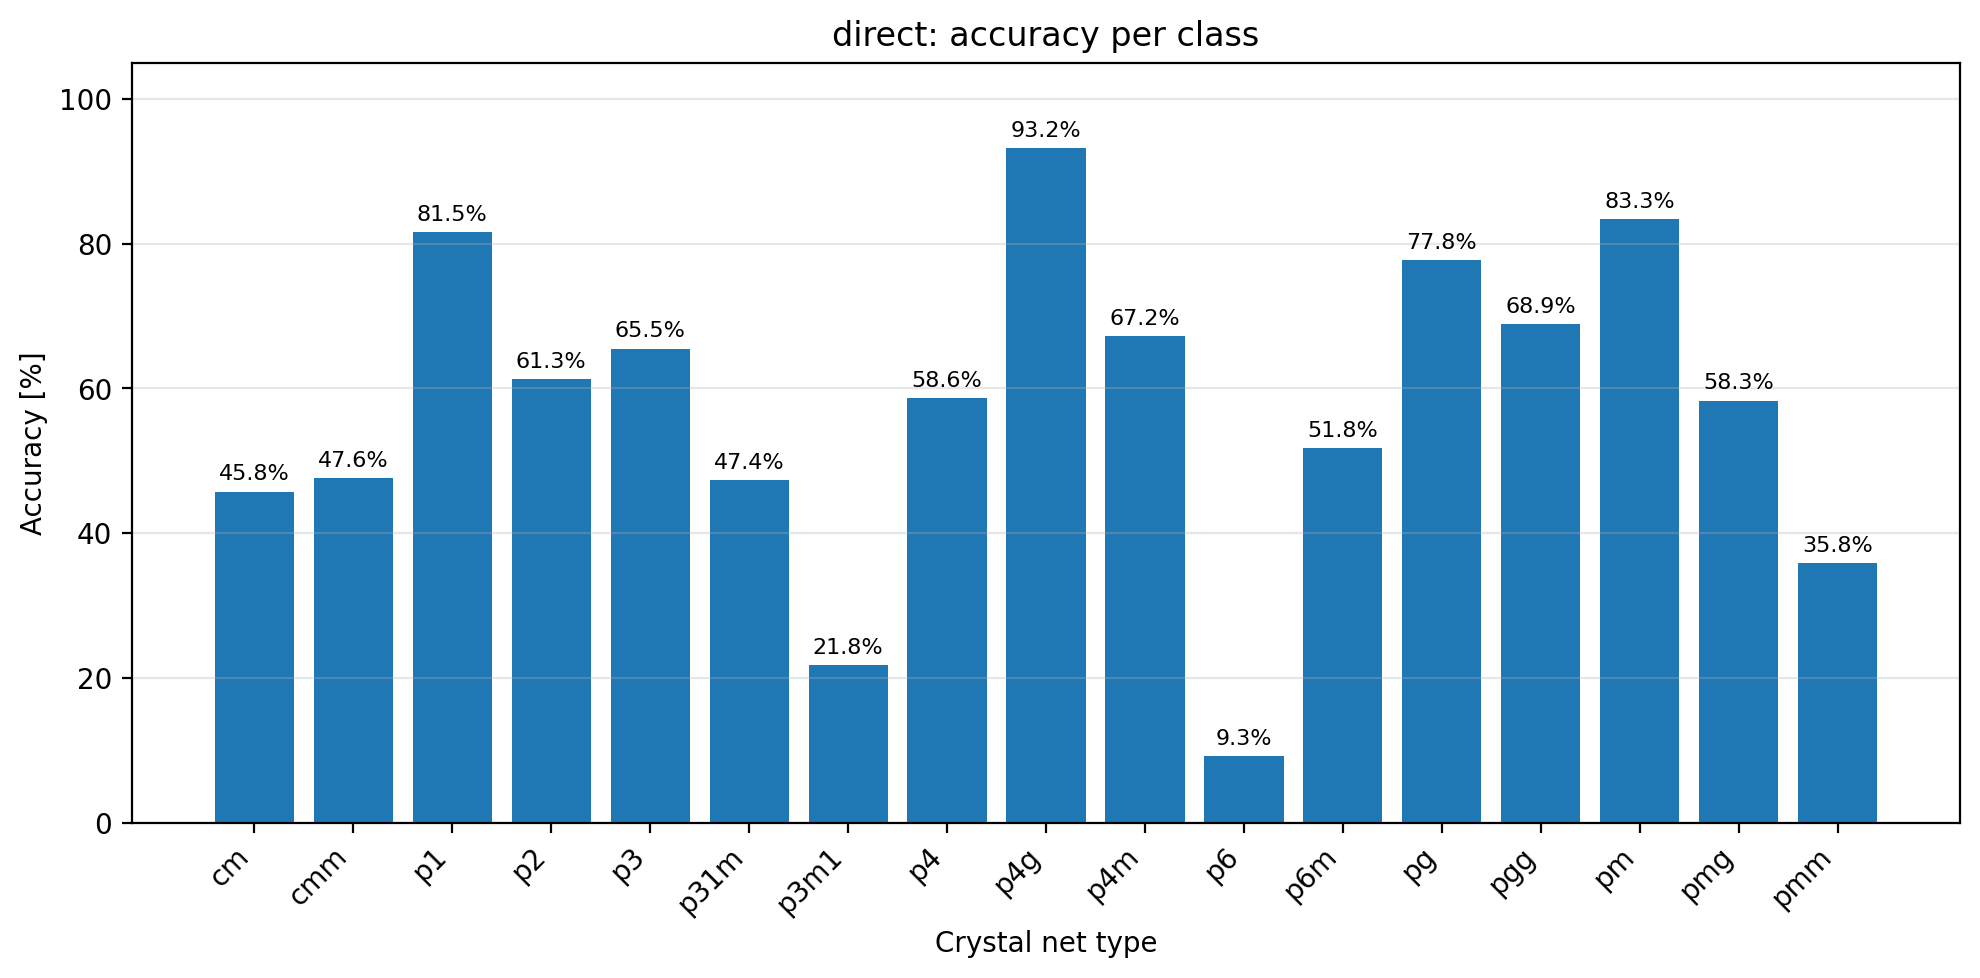 direct: accuracy per class
Accuracy [%]
100
80
60
40
20
0
45.8%
47.6%
81.5%
61.3%
65.5%
47.4%
21.8%
58.6%
93.2%
67.2%
9.3%
51.8%
77.8%
68.9%
83.3%
58.3%
35.8%
cm
cmm
p1
p2
p3
p31m
p3m1
p4
p4g
p4m
p6
p6m
pg
pgg
pm
pmg
pmm
Crystal net type